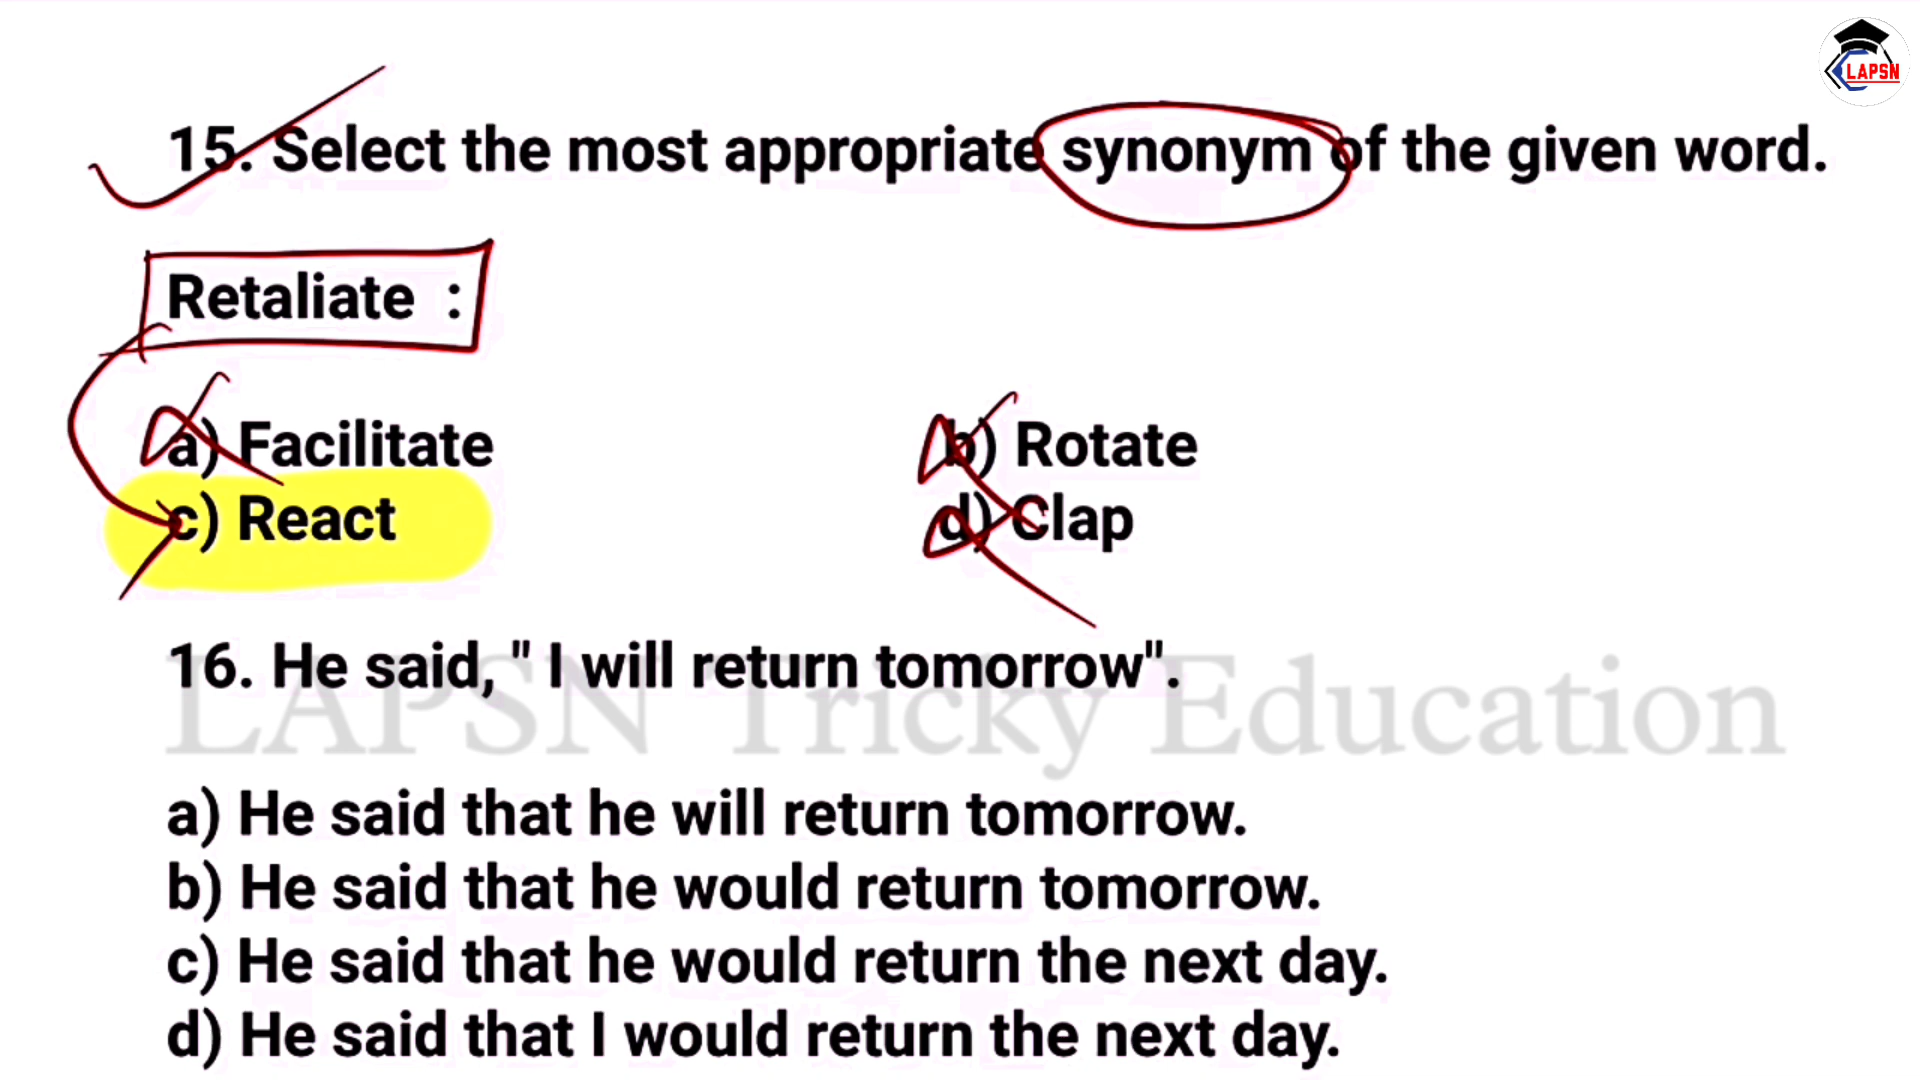 LAPSN
15. Select the most appropriate synonym of the given word.
Retaliate :
a) Facilitate b) Rotate
c) React d) Clap
16. He said, " I will return tomorrow".
LAPSN Tricky Education
a) He said that he will return tomorrow.
b) He said that he would return tomorrow.
c) He said that he would return the next day.
d) He said that I would return the next day.